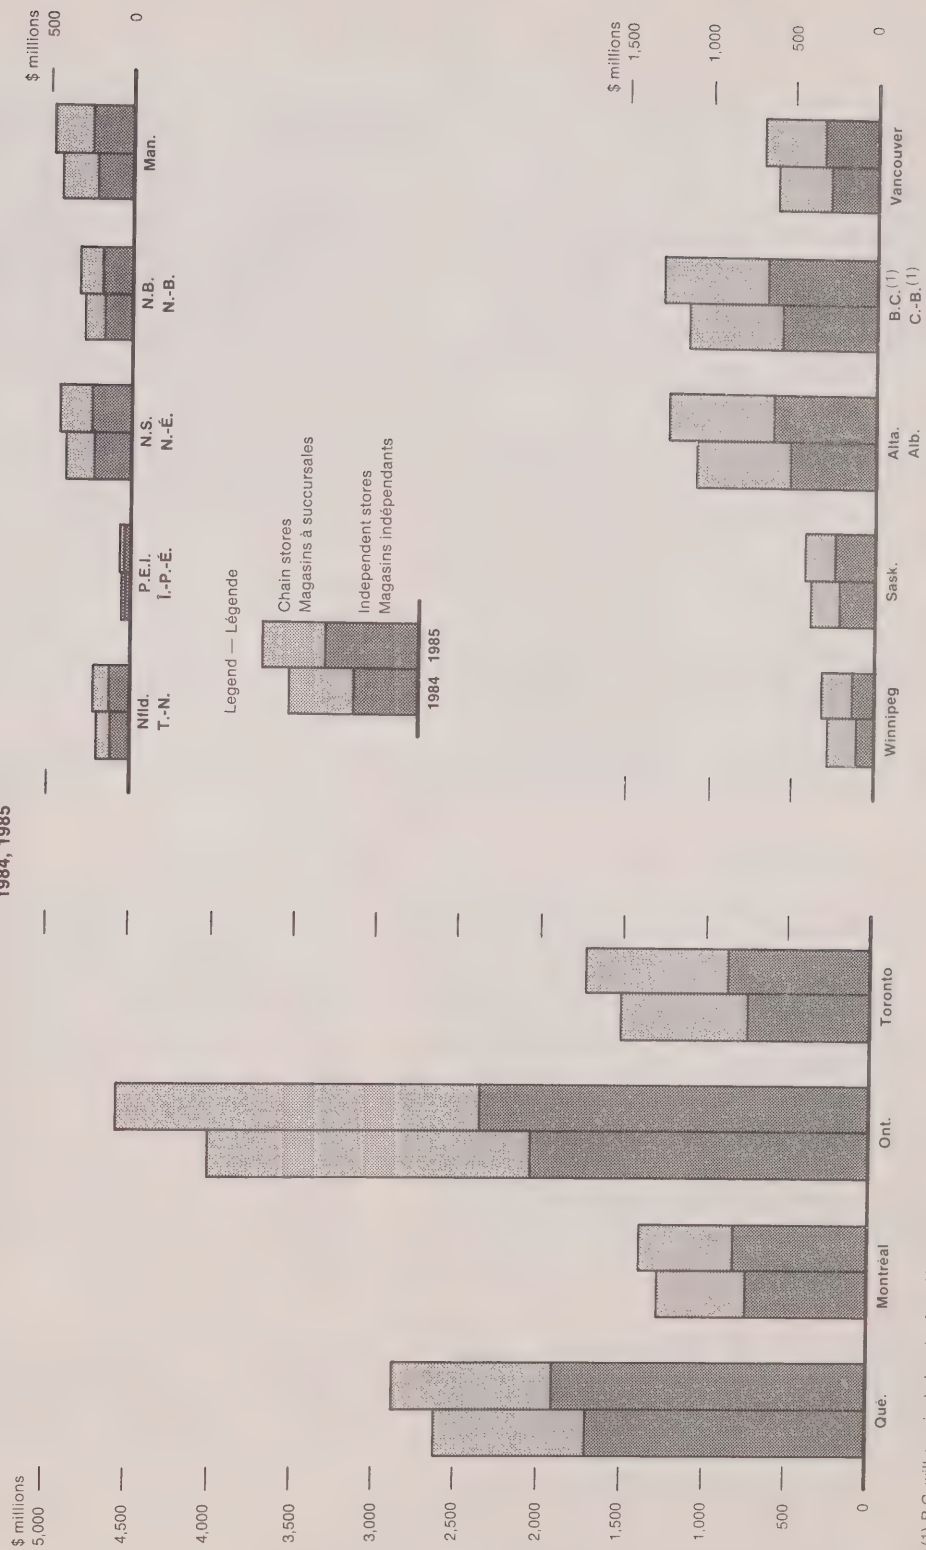 1984, 1985
$ millions
5,000
4,500
4,000
3,500
3,000
2,500
2,000
1,500
1,000
500
0
Qué.
Montréal
Ont.
Toronto
$ millions
500
0
Nfld.
T.-N.
P.E.I.
Î.-P.-É.
N.S.
N.-É.
N.B.
N.-B.
Man.
Legend — Légende
Chain stores
Magasins à succursales
Independent stores
Magasins indépendants
1984 1985
$ millions
1,500
1,000
500
0
Winnipeg
Sask.
Alta.
Alb.
B.C.(1)
C.-B.(1)
Vancouver